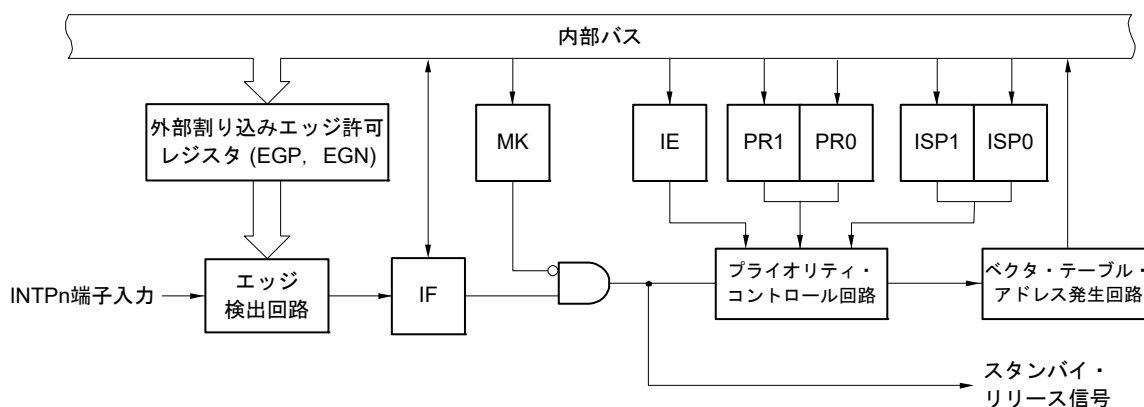 内部バス
外部割り込みエッジ許可
レジスタ (EGP, EGN)
MK
IE
PR1
PR0
ISP1
ISP0
INTPn端子入力
エッジ
検出回路
IF
プライオリティ・
コントロール回路
ベクタ・テーブル・
アドレス発生回路
スタンバイ・
リリース信号